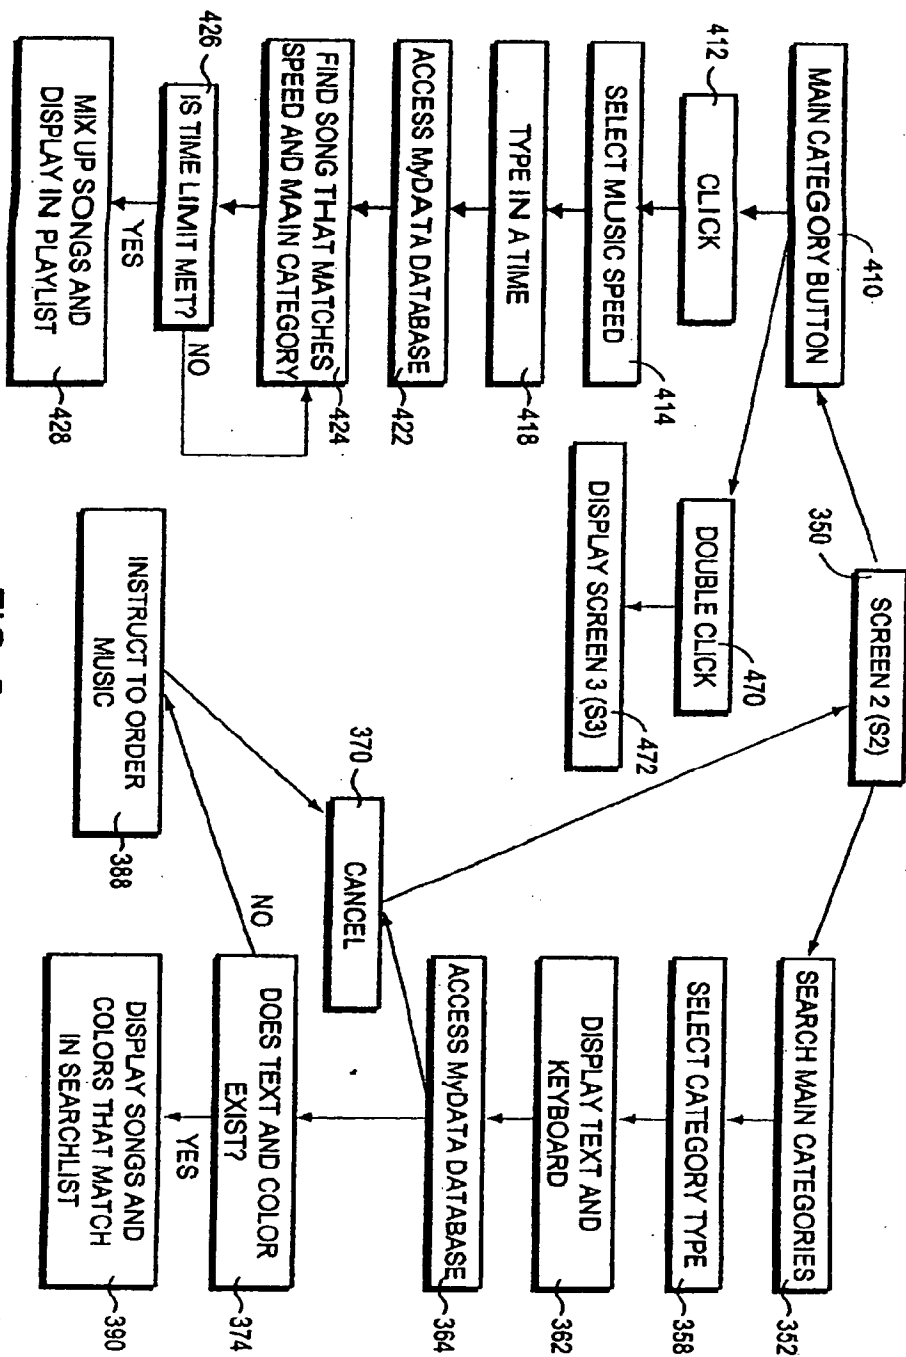 350
SCREEN 2 (S2)
410
MAIN CATEGORY BUTTON
412
CLICK
SELECT MUSIC SPEED
414
TYPE IN A TIME
418
ACCESS MyDATA DATABASE
422
FIND SONG THAT MATCHES
SPEED AND MAIN CATEGORY
424
426
IS TIME LIMIT MET?
NO
YES
MIX UP SONGS AND
DISPLAY IN PLAYLIST
428
DOUBLE CLICK
470
DISPLAY SCREEN 3 (S3)
472
SEARCH MAIN CATEGORIES
352
SELECT CATEGORY TYPE
358
DISPLAY TEXT AND
KEYBOARD
362
ACCESS MyDATA DATABASE
364
370
CANCEL
DOES TEXT AND COLOR
EXIST?
374
NO
YES
INSTRUCT TO ORDER
MUSIC
388
DISPLAY SONGS AND
COLORS THAT MATCH
IN SEARCHLIST
390